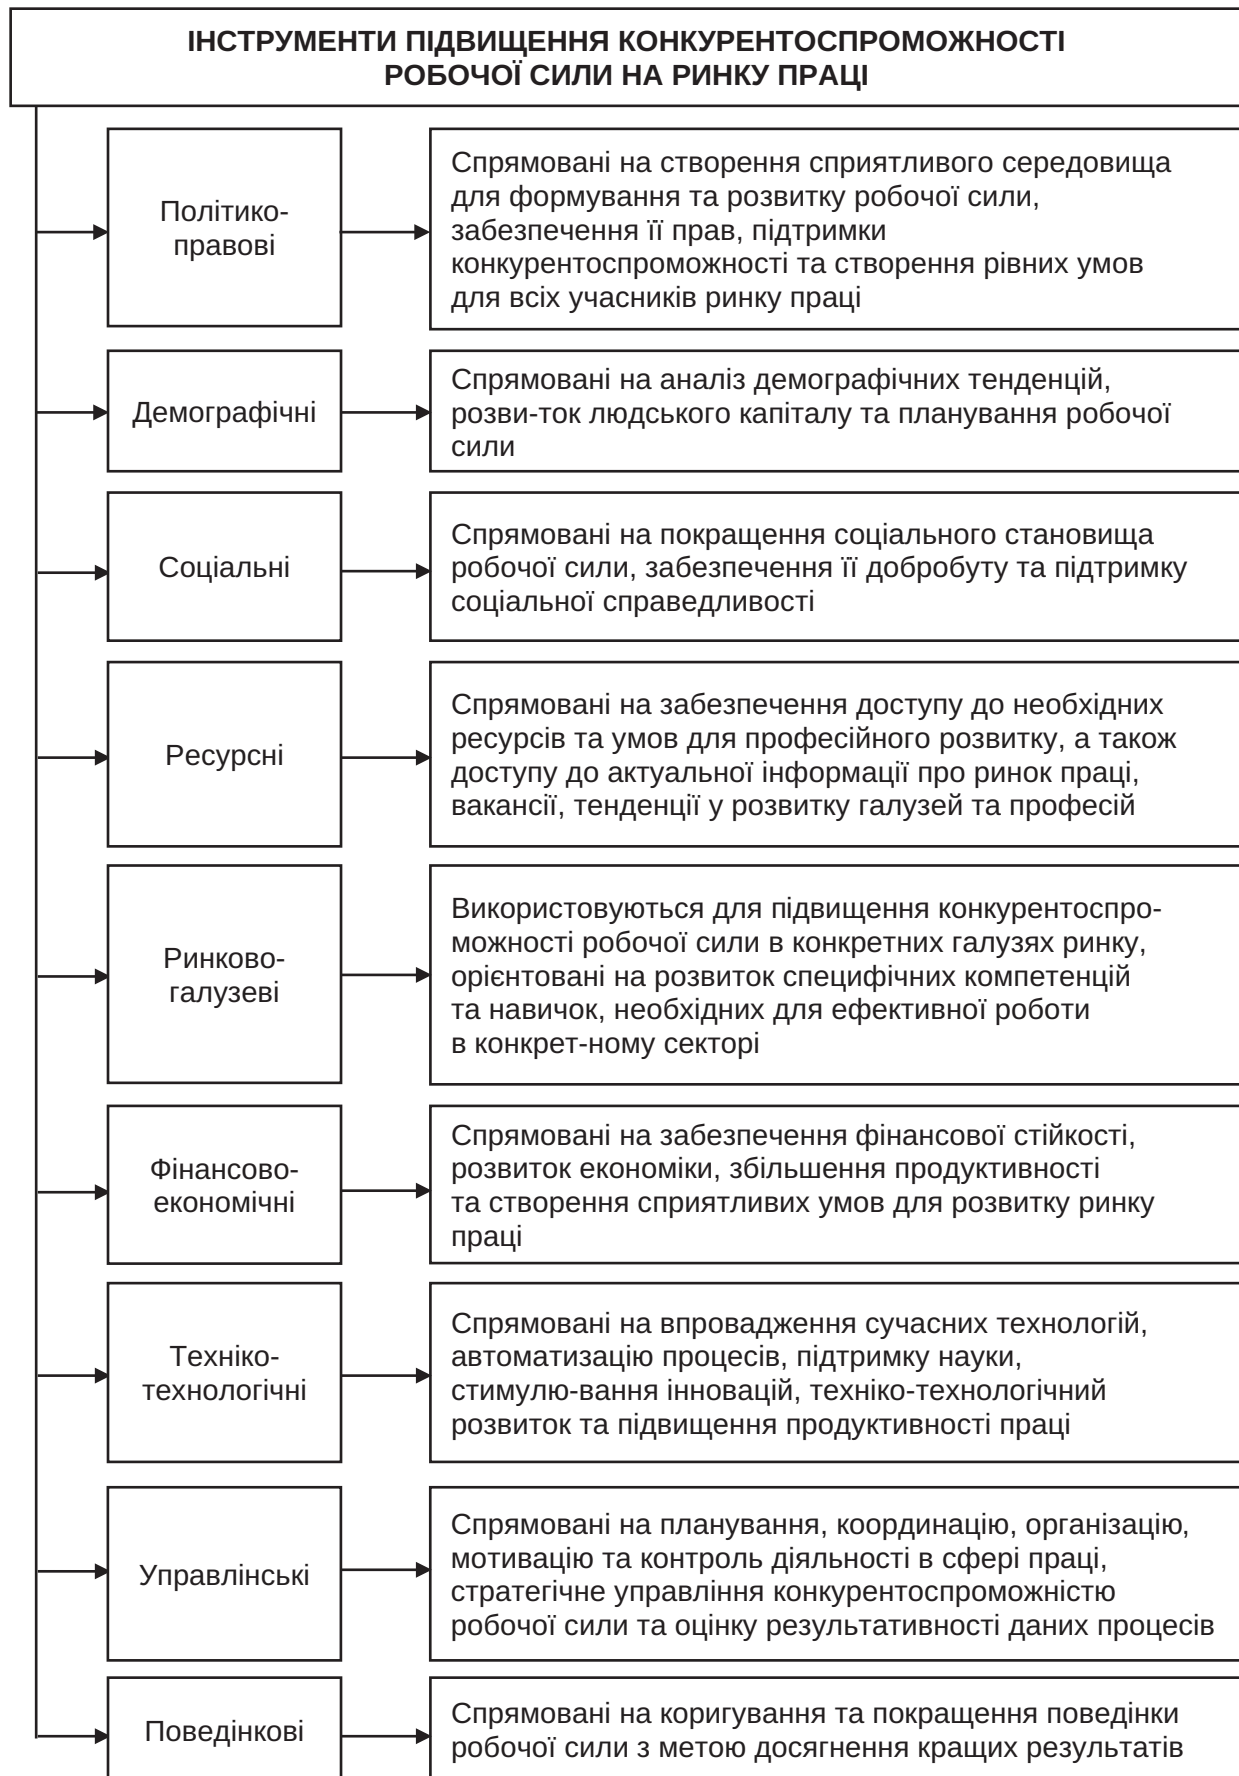 ІНСТРУМЕНТИ ПІДВИЩЕННЯ КОНКУРЕНТОСПРОМОЖНОСТІ
РОБОЧОЇ СИЛИ НА РИНКУ ПРАЦІ
Політико-
правові
Спрямовані на створення сприятливого середовища
для формування та розвитку робочої сили,
забезпечення її прав, підтримки
конкурентоспроможності та створення рівних умов
для всіх учасників ринку праці
Демографічні
Спрямовані на аналіз демографічних тенденцій,
розви-ток людського капіталу та планування робочої
сили
Соціальні
Спрямовані на покращення соціального становища
робочої сили, забезпечення її добробуту та підтримку
соціальної справедливості
Ресурсні
Спрямовані на забезпечення доступу до необхідних
ресурсів та умов для професійного розвитку, а також
доступу до актуальної інформації про ринок праці,
вакансії, тенденції у розвитку галузей та професій
Ринково-
галузеві
Використовуються для підвищення конкурентоспро-
можності робочої сили в конкретних галузях ринку,
орієнтовані на розвиток специфічних компетенцій
та навичок, необхідних для ефективної роботи
в конкрет-ному секторі
Фінансово-
економічні
Спрямовані на забезпечення фінансової стійкості,
розвиток економіки, збільшення продуктивності
та створення сприятливих умов для розвитку ринку
праці
Техніко-
технологічні
Спрямовані на впровадження сучасних технологій,
автоматизацію процесів, підтримку науки,
стимулю-вання інновацій, техніко-технологічний
розвиток та підвищення продуктивності праці
Управлінські
Спрямовані на планування, координацію, організацію,
мотивацію та контроль діяльності в сфері праці,
стратегічне управління конкурентоспроможністю
робочої сили та оцінку результативності даних процесів
Поведінкові
Спрямовані на коригування та покращення поведінки
робочої сили з метою досягнення кращих результатів